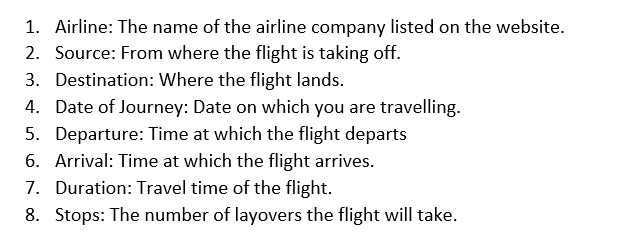 1. Airline: The name of the airline company listed on the website.
2. Source: From where the flight is taking off.
3. Destination: Where the flight lands.
4. Date of Journey: Date on which you are travelling.
5. Departure: Time at which the flight departs
6. Arrival: Time at which the flight arrives.
7. Duration: Travel time of the flight.
8. Stops: The number of layovers the flight will take.